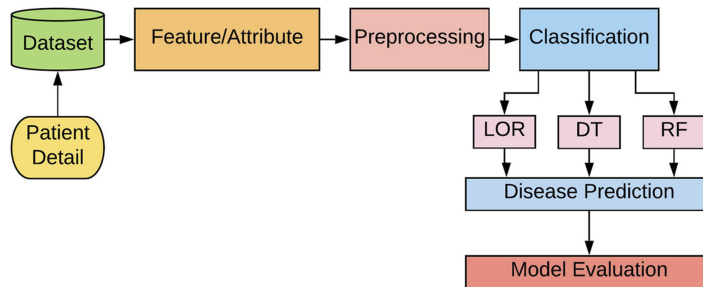 Dataset
Feature/Attribute
Preprocessing
Classification
Patient
Detail
LOR
DT
RF
Disease Prediction
Model Evaluation